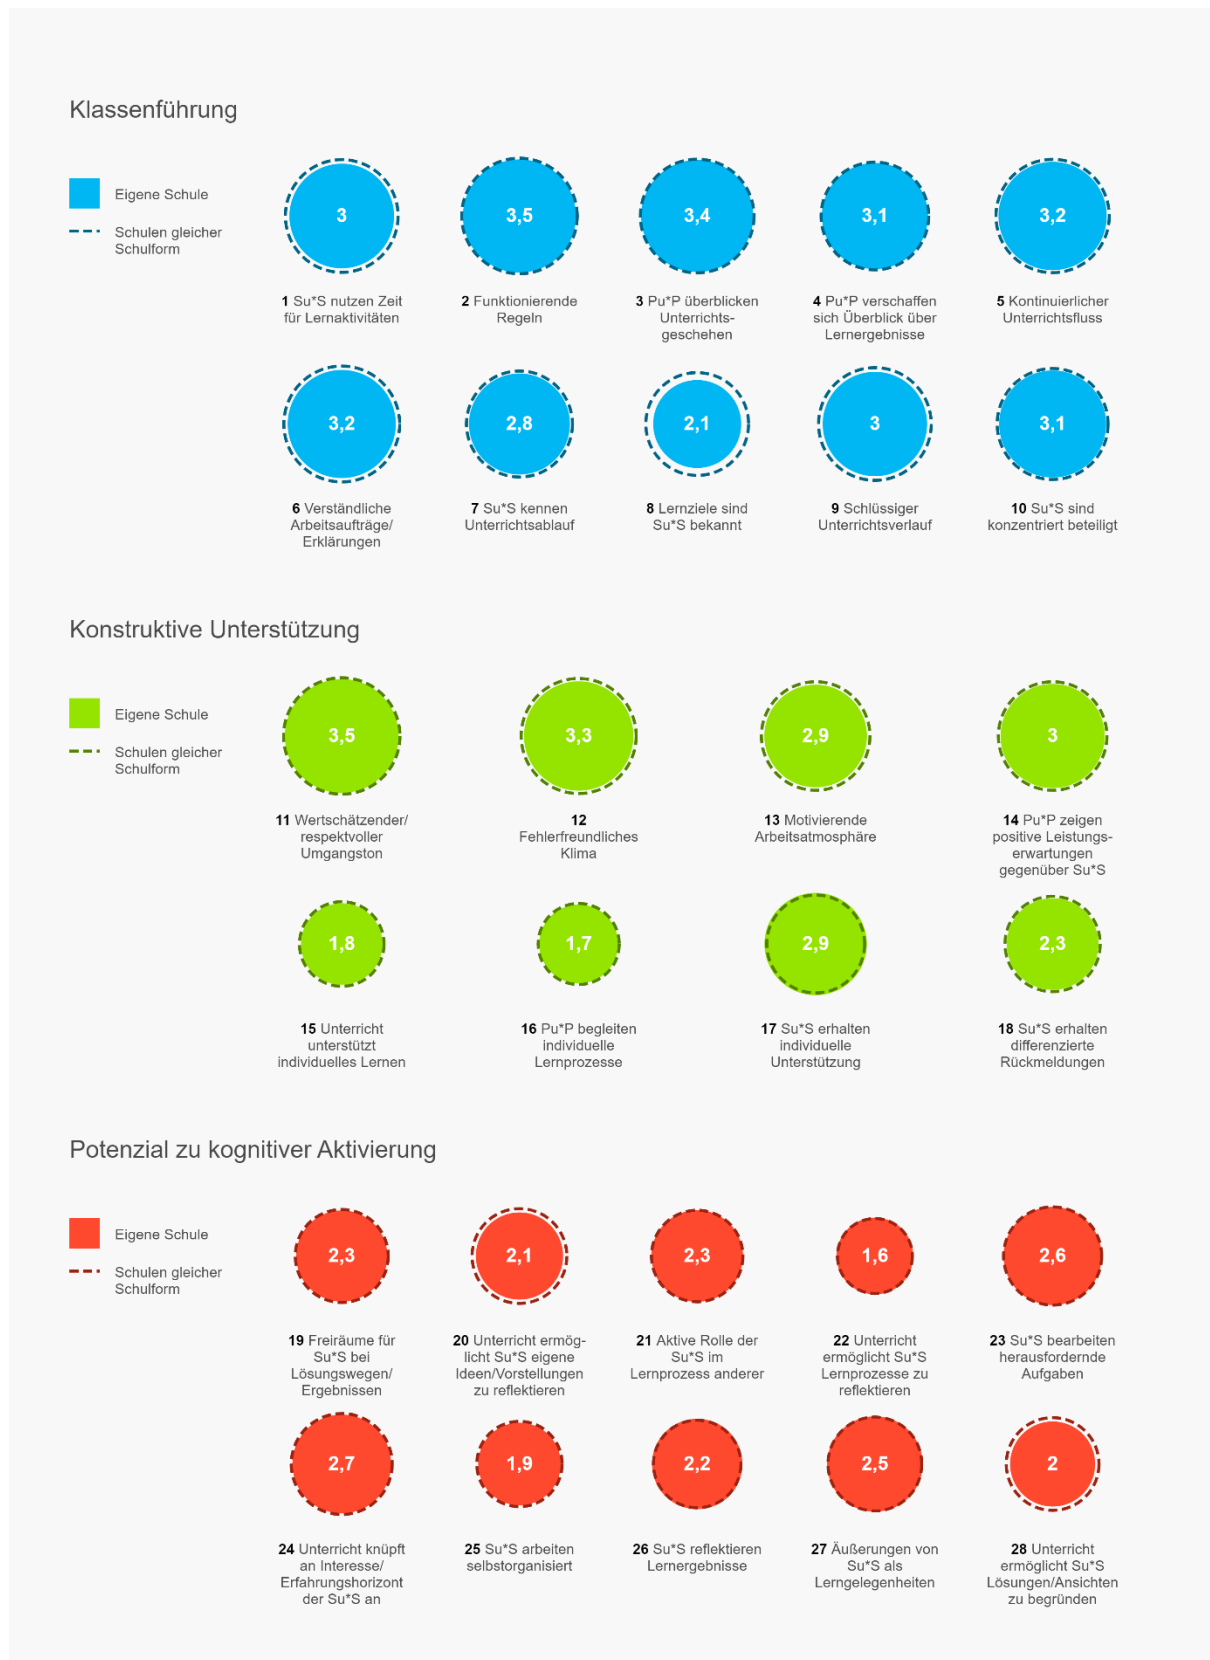 Klassenführung
Eigene Schule
Schulen gleicher
Schulform
3
3,5
3,4
3,1
3,2
1 Su*S nutzen Zeit
für Lernaktivitäten
2 Funktionierende
Regeln
3 Pu*P überblicken
Unterrichts-
geschehen
4 Pu*P verschaffen
sich Überblick über
Lernergebnisse
5 Kontinuierlicher
Unterrichtsfluss
3,2
2,8
2,1
3
3,1
6 Verständliche
Arbeitsaufträge/
Erklärungen
7 Su*S kennen
Unterrichtsablauf
8 Lernziele sind
Su*S bekannt
9 Schlüssiger
Unterrichtsverlauf
10 Su*S sind
konzentriert beteiligt
Konstruktive Unterstützung
Eigene Schule
Schulen gleicher
Schulform
3,5
3,3
2,9
3
11 Wertschätzender/
respektvoller
Umgangston
12
Fehlerfreundliches
Klima
13 Motivierende
Arbeitsatmosphäre
14 Pu*P zeigen
positive Leistungs-
erwartungen
gegenüber Su*S
1,8
1,7
2,9
2,3
15 Unterricht
unterstützt
individuelles Lernen
16 Pu*P begleiten
individuelle
Lernprozesse
17 Su*S erhalten
individuelle
Unterstützung
18 Su*S erhalten
differenzierte
Rückmeldungen
Potenzial zu kognitiver Aktivierung
Eigene Schule
Schulen gleicher
Schulform
2,3
2,1
2,3
1,6
2,6
19 Freiräume für
Su*S bei
Lösungswegen/
Ergebnissen
20 Unterricht ermög-
licht Su*S eigene
Ideen/Vorstellungen
zu reflektieren
21 Aktive Rolle der
Su*S im
Lernprozess anderer
22 Unterricht
ermöglicht Su*S
Lernprozesse zu
reflektieren
23 Su*S bearbeiten
herausfordernde
Aufgaben
2,7
1,9
2,2
2,5
2
24 Unterricht knüpft
an Interesse/
Erfahrungshorizont
der Su*S an
25 Su*S arbeiten
selbstorganisiert
26 Su*S reflektieren
Lernergebnisse
27 Äußerungen von
Su*S als
Lerngelegenheiten
28 Unterricht
ermöglicht Su*S
Lösungen/Ansichten
zu begründen